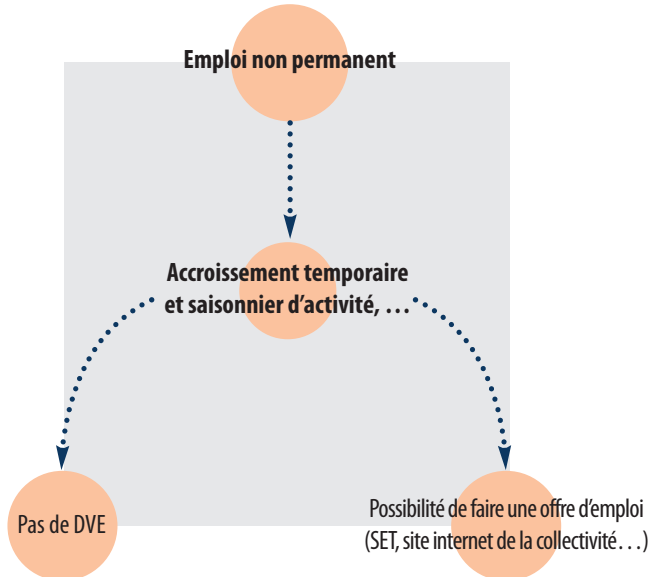 Emploi non permanent
Accroissement temporaire
et saisonnier d'activité, …
Pas de DVE
Possibilité de faire une offre d'emploi
(SET, site internet de la collectivité…)